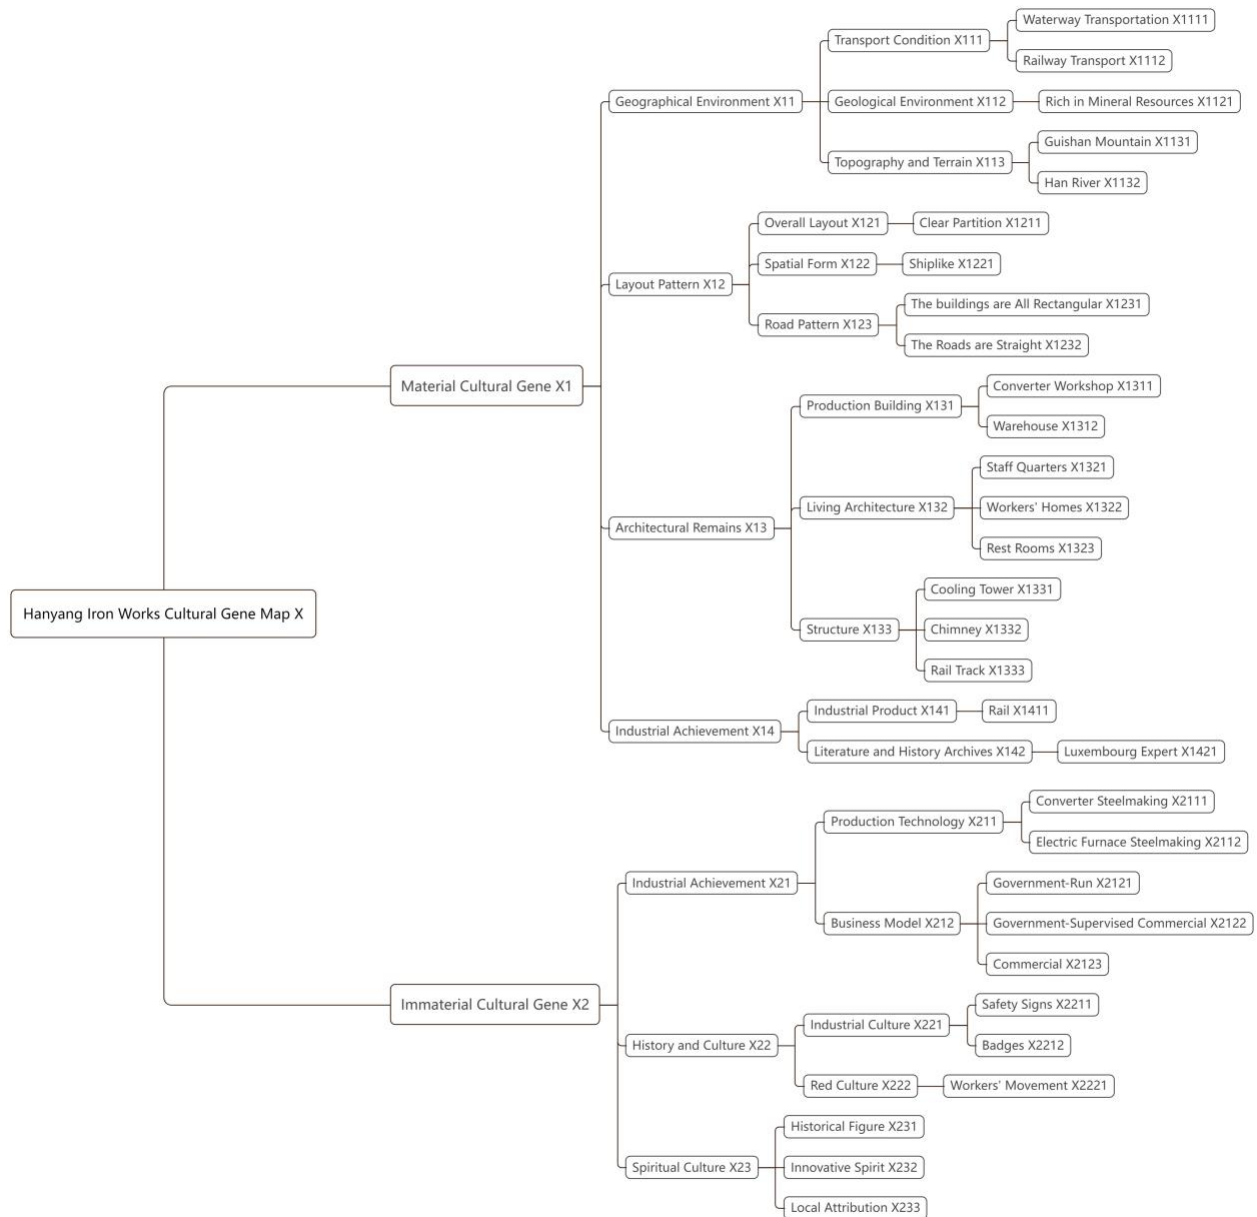 Hanyang Iron Works Cultural Gene Map X
Material Cultural Gene X1
Geographical Environment X11
Transport Condition X111
Waterway Transportation X1111
Railway Transport X1112
Geological Environment X112
Rich in Mineral Resources X1121
Topography and Terrain X113
Guishan Mountain X1131
Han River X1132
Layout Pattern X12
Overall Layout X121
Clear Partition X1211
Spatial Form X122
Shiplike X1221
Road Pattern X123
The buildings are All Rectangular X1231
The Roads are Straight X1232
Architectural Remains X13
Production Building X131
Converter Workshop X1311
Warehouse X1312
Living Architecture X132
Staff Quarters X1321
Workers' Homes X1322
Rest Rooms X1323
Structure X133
Cooling Tower X1331
Chimney X1332
Rail Track X1333
Industrial Achievement X14
Industrial Product X141
Rail X1411
Literature and History Archives X142
Luxembourg Expert X1421
Immaterial Cultural Gene X2
Industrial Achievement X21
Production Technology X211
Converter Steelmaking X2111
Electric Furnace Steelmaking X2112
Business Model X212
Government-Run X2121
Government-Supervised Commercial X2122
Commercial X2123
History and Culture X22
Industrial Culture X221
Safety Signs X2211
Badges X2212
Red Culture X222
Workers' Movement X2221
Spiritual Culture X23
Historical Figure X231
Innovative Spirit X232
Local Attribution X233